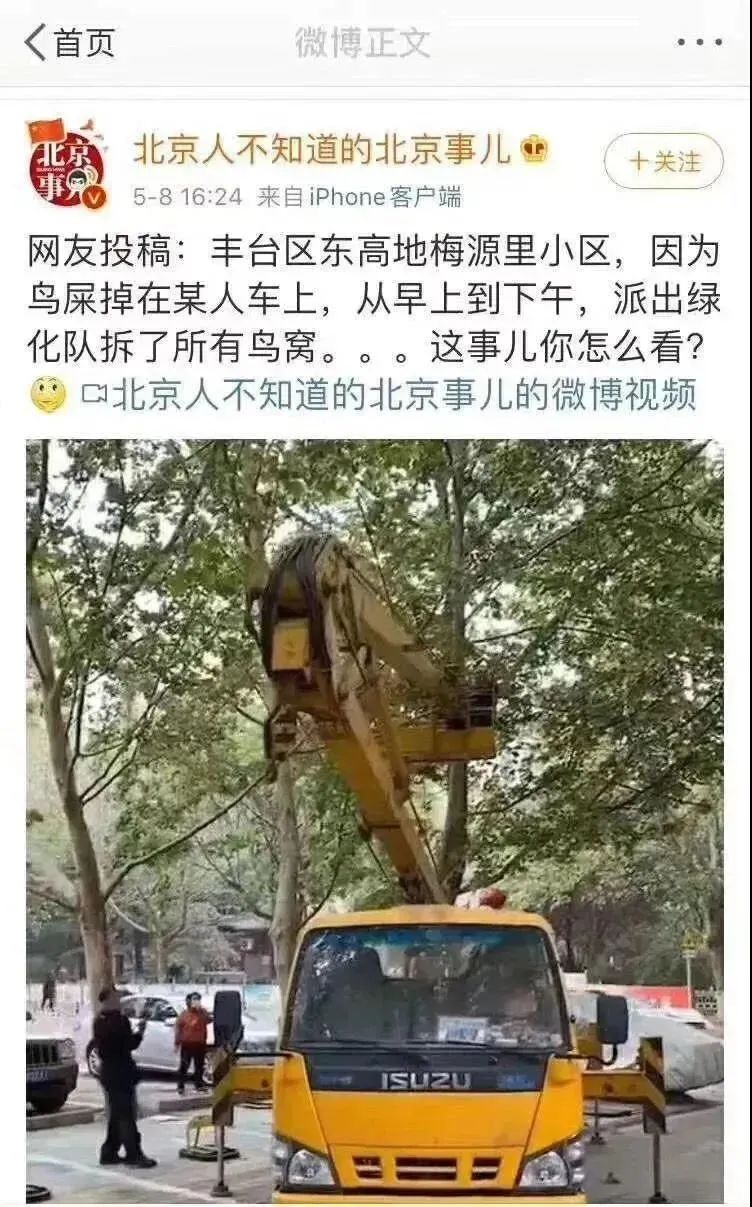 首页
微博正文
北京事儿
北京人不知道的北京事儿
+关注
5-8 16:24 来自iPhone客户端
网友投稿：丰台区东高地梅源里小区，因为
鸟屎掉在某人车上，从早上到下午，派出绿
化队拆了所有鸟窝。。。这事儿你怎么看？
北京人不知道的北京事儿的微博视频
ISUZU